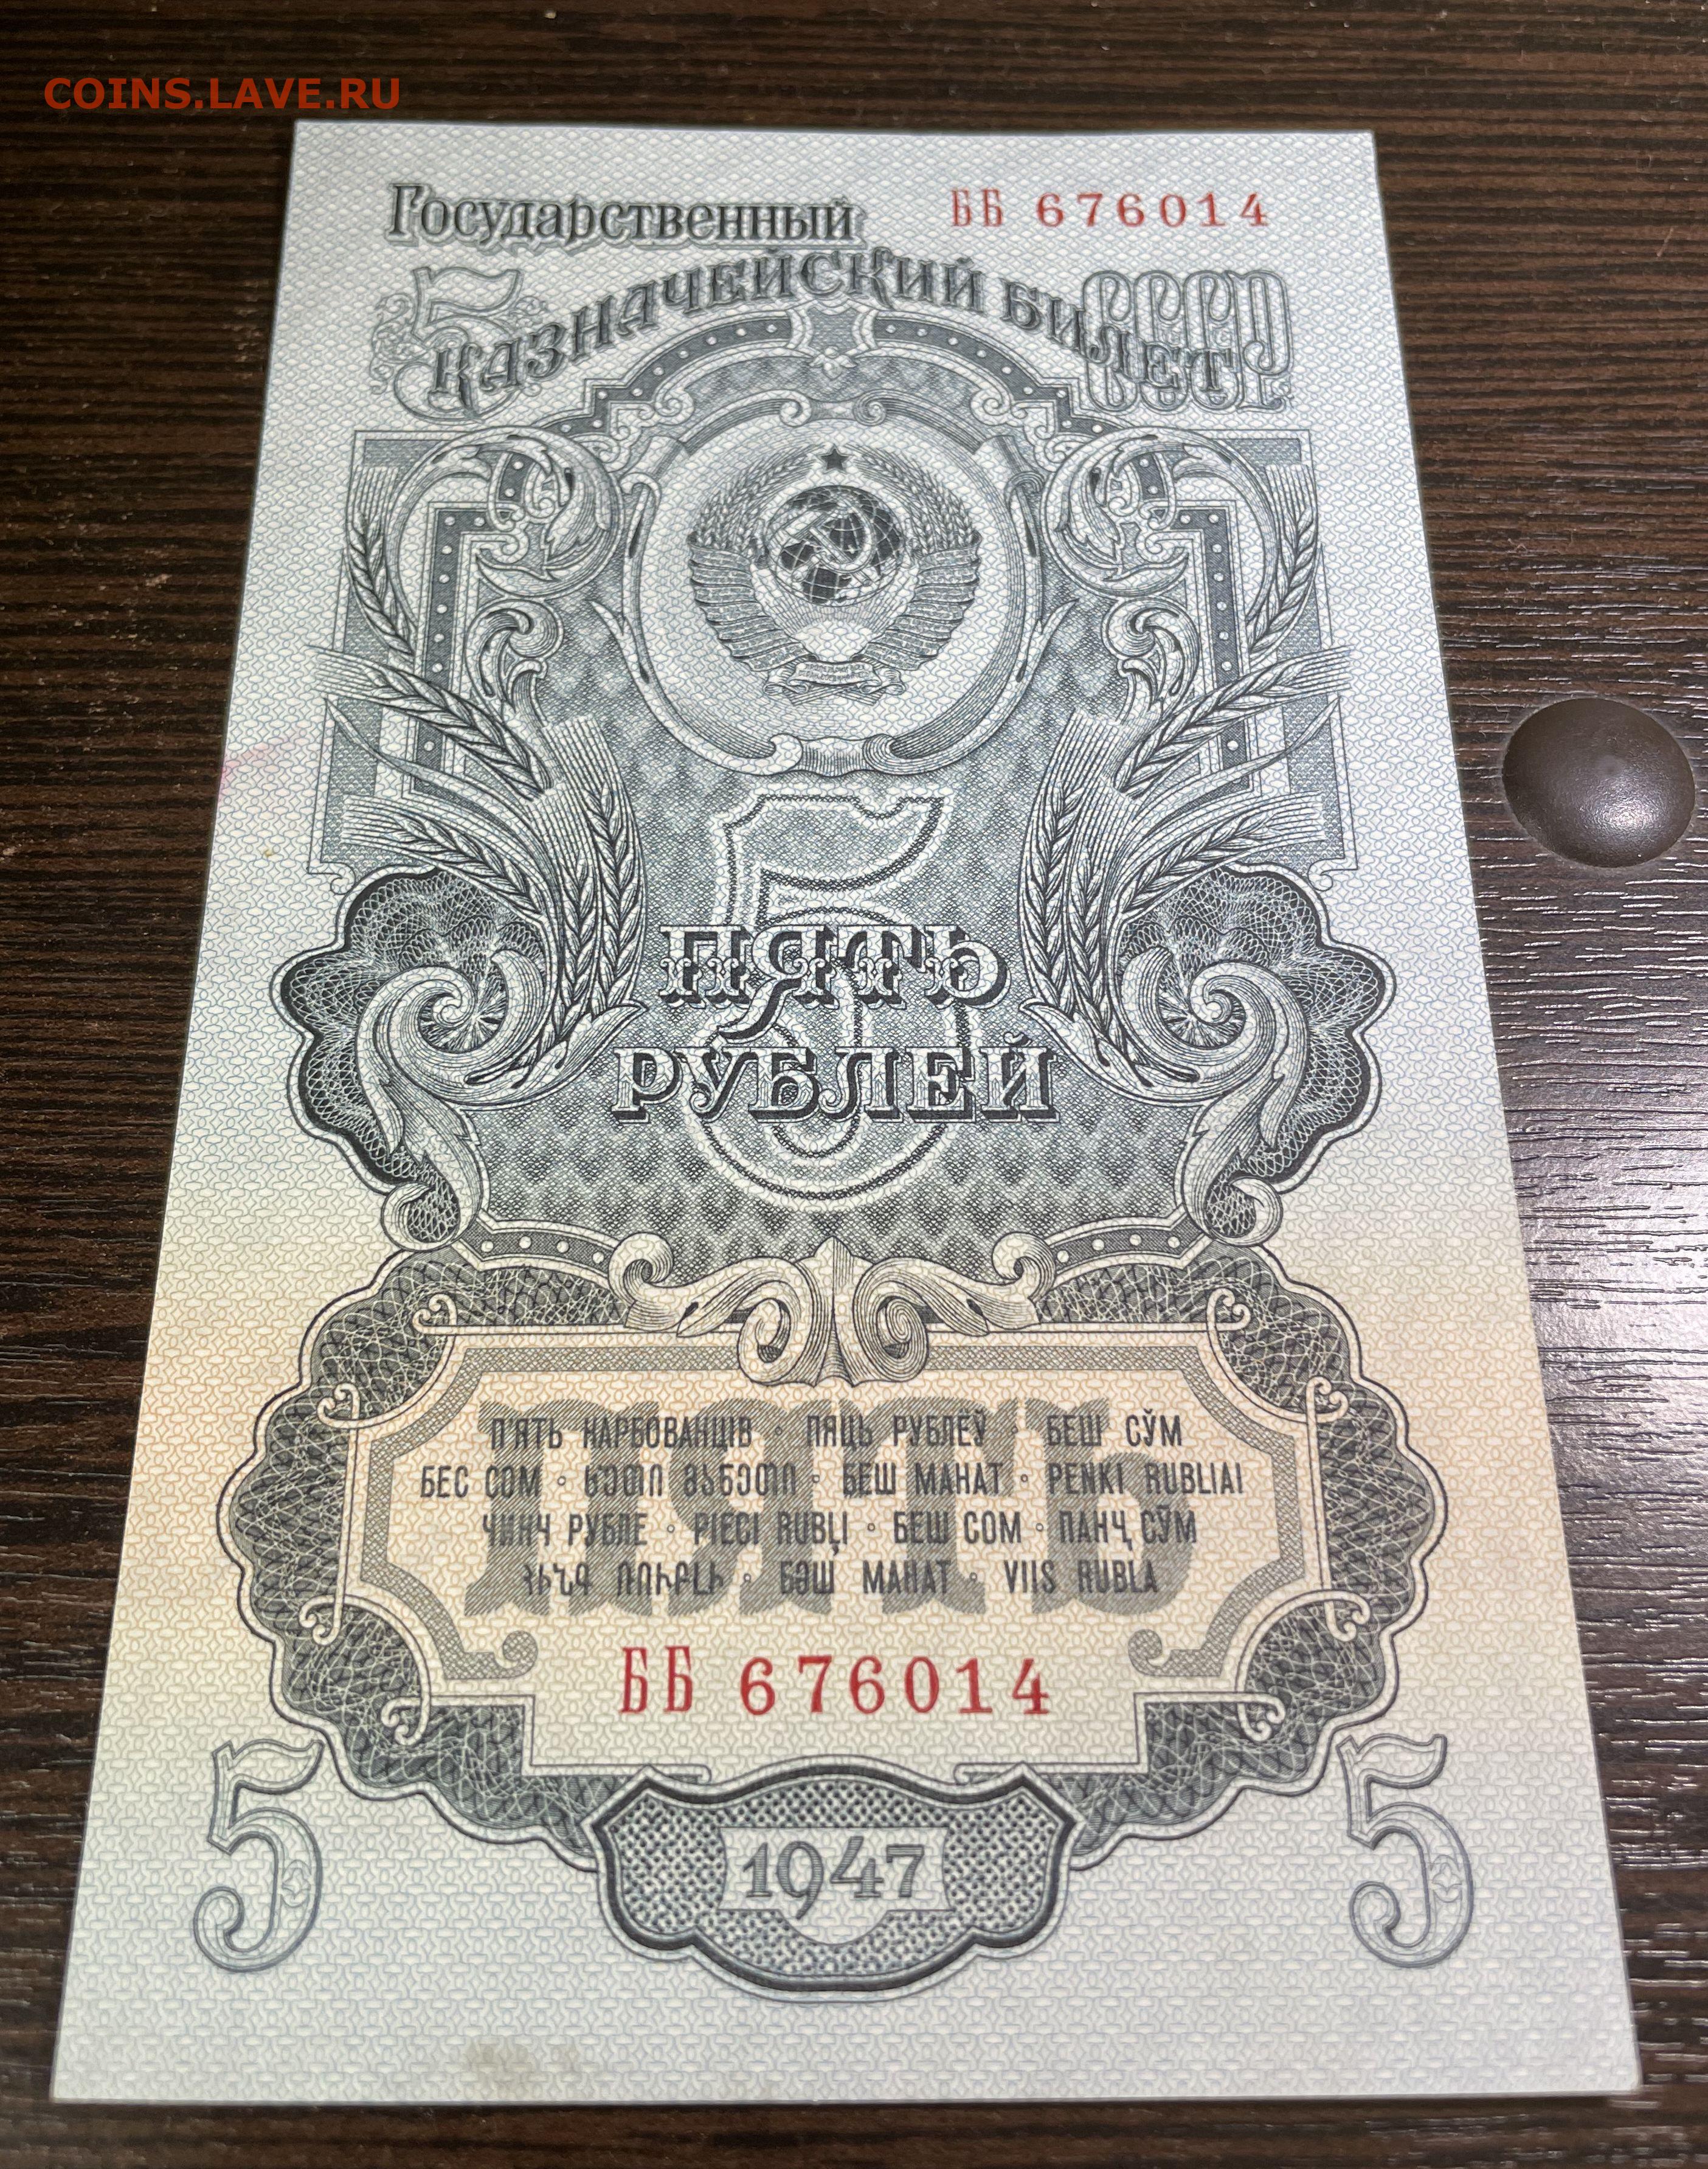 COINS.LAVE.RU
Государственный
ББ 676014
5
КАЗНАЧЕЙСКИЙ БИЛЕТ
СССР
5
ПЯТЬ
РУБЛЕЙ
ПЯТЬ
П'ЯТЬ КАРБОВАНЦІВ · ПЯЦЬ РУБЛЁЎ · БЕШ СЎМ
БЕС СОМ · ᲮᲣᲗᲘ ᲛᲐᲜᲔᲗᲘ · БЕШ МАНАТ · PENKI RUBLIAI
ЧИНЧ РУБЛЕ · PIECI RUBĻI · БЕШ СОМ · ПАНҶ СЎМ
ՀԻՆԳ ՌՈՒԲԼԻ · БӘШ МАНАТ · VIIS RUBLA
ББ 676014
5
5
1947